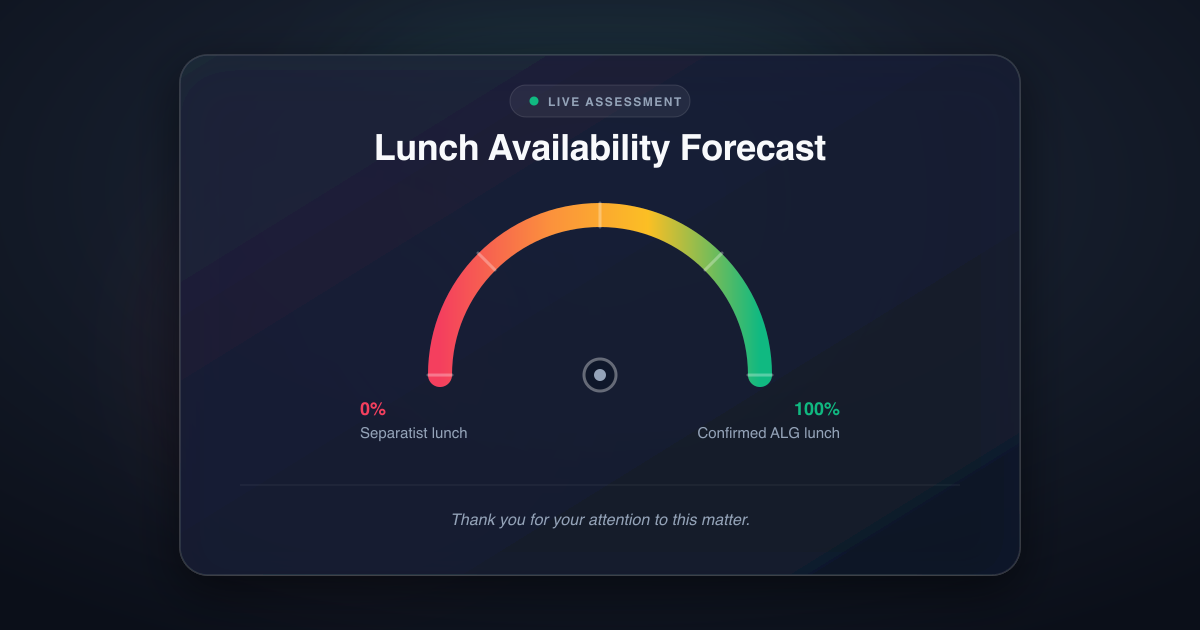 LIVE ASSESSMENT
Lunch Availability Forecast
0%
Separatist lunch
100%
Confirmed ALG lunch
Thank you for your attention to this matter.